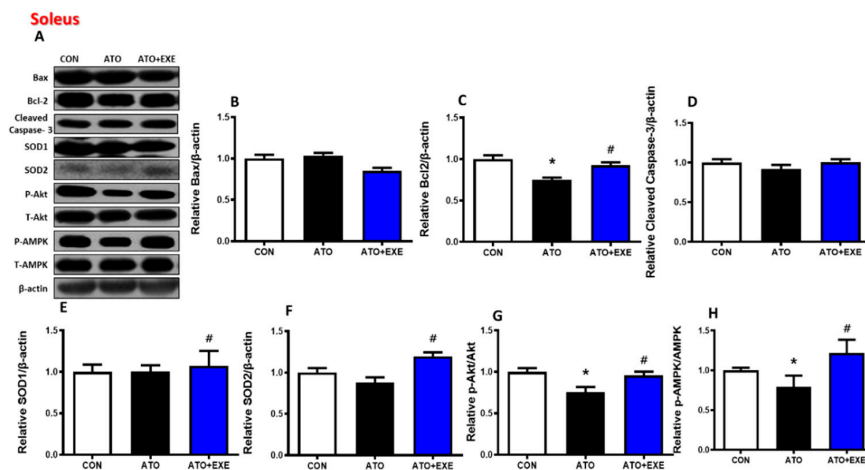 Soleus
A
CON ATO ATO+EXE
Bax
Bcl-2
Cleaved
Caspase- 3
SOD1
SOD2
P-Akt
T-Akt
P-AMPK
T-AMPK
β-actin
B
Relative Bax/β-actin
1.5
1.0
0.5
0.0
CON ATO ATO+EXE
C
Relative Bcl2/β-actin
1.5
1.0
0.5
0.0
* #
CON ATO ATO+EXE
D
Relative Cleaved Caspase-3/β-actin
1.5
1.0
0.5
0.0
CON ATO ATO+EXE
E
Relative SOD1/β-actin
1.5
1.0
0.5
0.0
#
CON ATO ATO+EXE
F
Relative SOD2/β-actin
1.5
1.0
0.5
0.0
#
CON ATO ATO+EXE
G
Relative p-Akt/Akt
1.5
1.0
0.5
0.0
* #
CON ATO ATO+EXE
H
Relative p-AMPK/AMPK
1.5
1.0
0.5
0.0
* #
CON ATO ATO+EXE